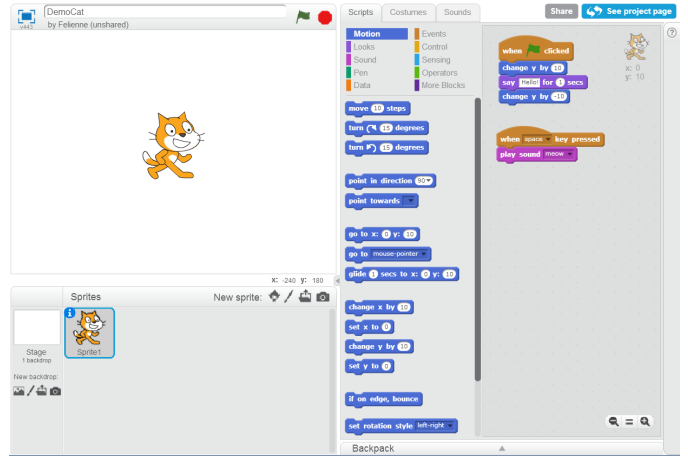 DemoCat
v443
by Felienne (unshared)
x: -240 y: 180
Sprites
New sprite:
Sprite1
Stage
1 backdrop
New backdrop:
Scripts
Costumes
Sounds
Share
See project page
Motion
Events
Looks
Control
Sound
Sensing
Pen
Operators
Data
More Blocks
move 10 steps
turn 15 degrees
turn 15 degrees
point in direction 90
point towards
go to x: 0 y: 10
go to mouse-pointer
glide 1 secs to x: 0 y: 10
change x by 10
set x to 0
change y by 10
set y to 0
if on edge, bounce
set rotation style left-right
when clicked
change y by 10
say Hello! for 1 secs
change y by -10
when space key pressed
play sound meow
x: 0
y: 10
Backpack